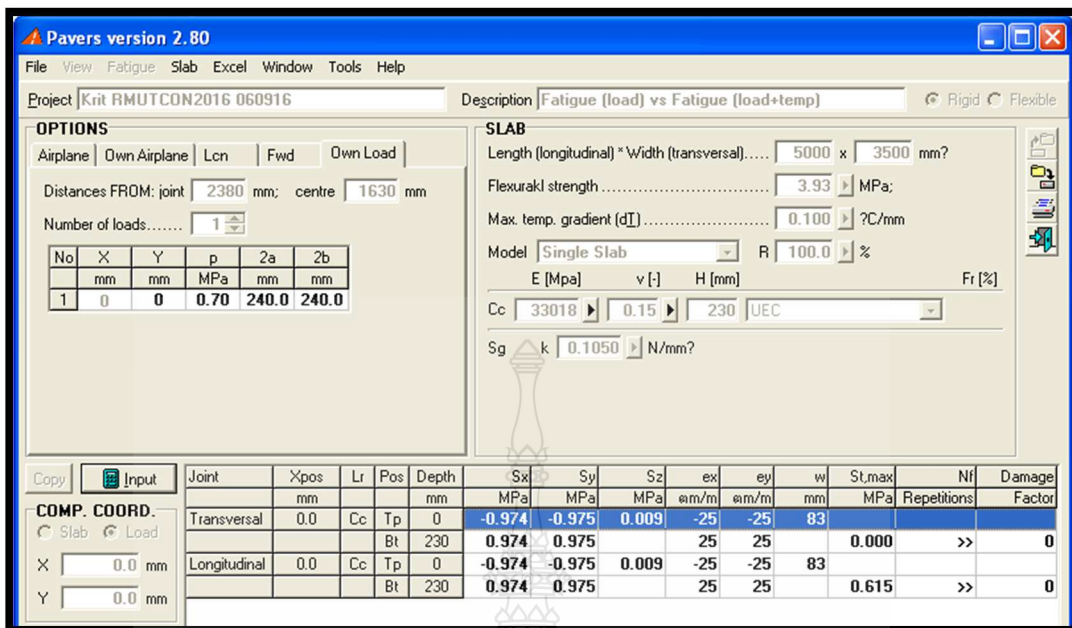 Pavers version 2.80
File View Fatigue Slab Excel Window Tools Help
Project Krit RMUTCON2016 060916 Description Fatigue (load) vs Fatigue (load+temp) Rigid Flexible
OPTIONS
Airplane Own Airplane Lcn Fwd Own Load
Distances FROM: joint 2380 mm; centre 1630 mm
Number of loads....... 1
No X Y p 2a 2b
mm mm MPa mm mm
1 0 0 0.70 240.0 240.0
SLAB
Length (longitudinal) * Width (transversal)..... 5000 x 3500 mm?
Flexurakl strength ............................ 3.93 MPa;
Max. temp. gradient (dT) ..................... 0.100 ?C/mm
Model Single Slab R 100.0 %
E [Mpa] v [-] H [mm] Fr [%]
Cc 33018 0.15 230 UEC
Sg k 0.1050 N/mm?
Copy Input
COMP. COORD.
Slab Load
X 0.0 mm
Y 0.0 mm
Joint Xpos Lr Pos Depth Sx Sy Sz ex ey w St,max Nf Damage
mm mm MPa MPa MPa ตm/m ตm/m mm MPa Repetitions Factor
Transversal 0.0 Cc Tp 0 -0.974 -0.975 0.009 -25 -25 83
Bt 230 0.974 0.975 25 25 0.000 >> 0
Longitudinal 0.0 Cc Tp 0 -0.974 -0.975 0.009 -25 -25 83
Bt 230 0.974 0.975 25 25 0.615 >> 0